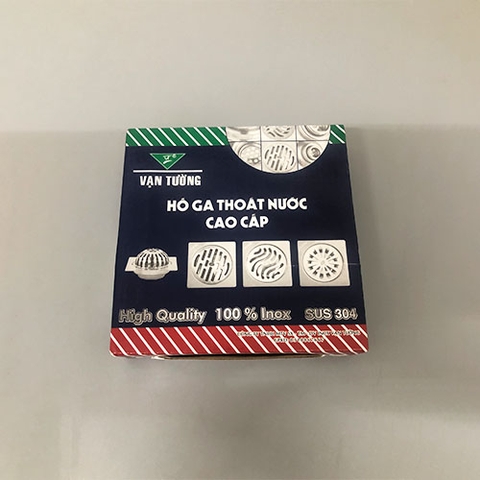 VẠN TƯỜNG
HỐ GA THOÁT NƯỚC
CAO CẤP
High Quality 100 % Inox SUS 304